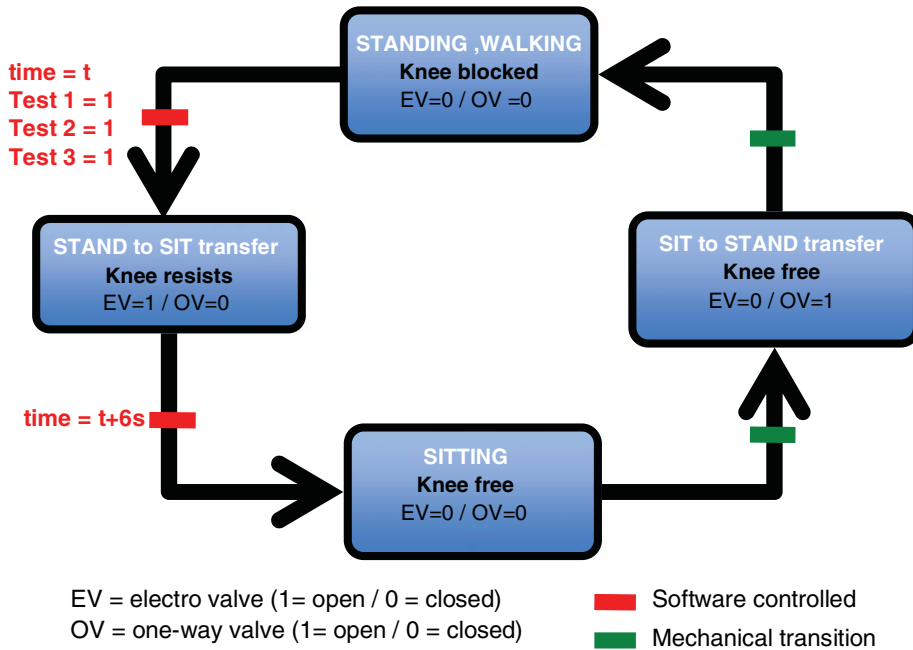 STANDING ,WALKING
Knee blocked
EV=0 / OV =0
time = t
Test 1 = 1
Test 2 = 1
Test 3 = 1
STAND to SIT transfer
Knee resists
EV=1 / OV=0
SIT to STAND transfer
Knee free
EV=0 / OV=1
time = t+6s
SITTING
Knee free
EV=0 / OV=0
EV = electro valve (1= open / 0 = closed)
OV = one-way valve (1= open / 0 = closed)
Software controlled
Mechanical transition